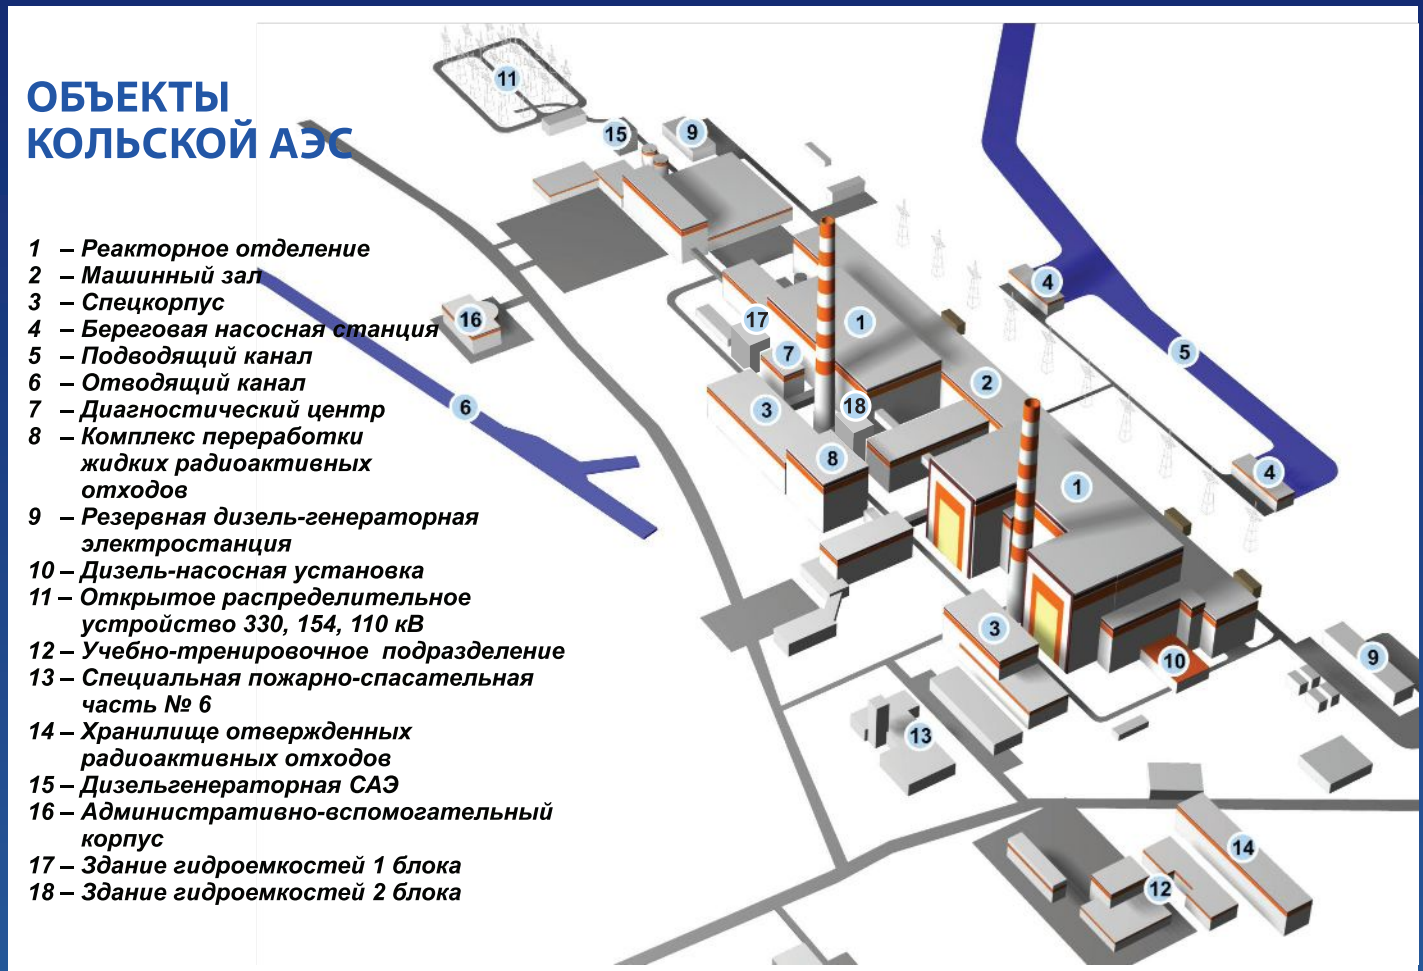 ОБЪЕКТЫ
КОЛЬСКОЙ АЭС
1 – Реакторное отделение
2 – Машинный зал
3 – Спецкорпус
4 – Береговая насосная станция
5 – Подводящий канал
6 – Отводящий канал
7 – Диагностический центр
8 – Комплекс переработки
жидких радиоактивных
отходов
9 – Резервная дизель-генераторная
электростанция
10 – Дизель-насосная установка
11 – Открытое распределительное
устройство 330, 154, 110 кВ
12 – Учебно-тренировочное подразделение
13 – Специальная пожарно-спасательная
часть № 6
14 – Хранилище отвержденных
радиоактивных отходов
15 – Дизельгенераторная САЭ
16 – Административно-вспомогательный
корпус
17 – Здание гидроемкостей 1 блока
18 – Здание гидроемкостей 2 блока
11
15
9
4
16
17
1
7
5
2
3
6
18
8
4
1
3
10
9
13
14
12